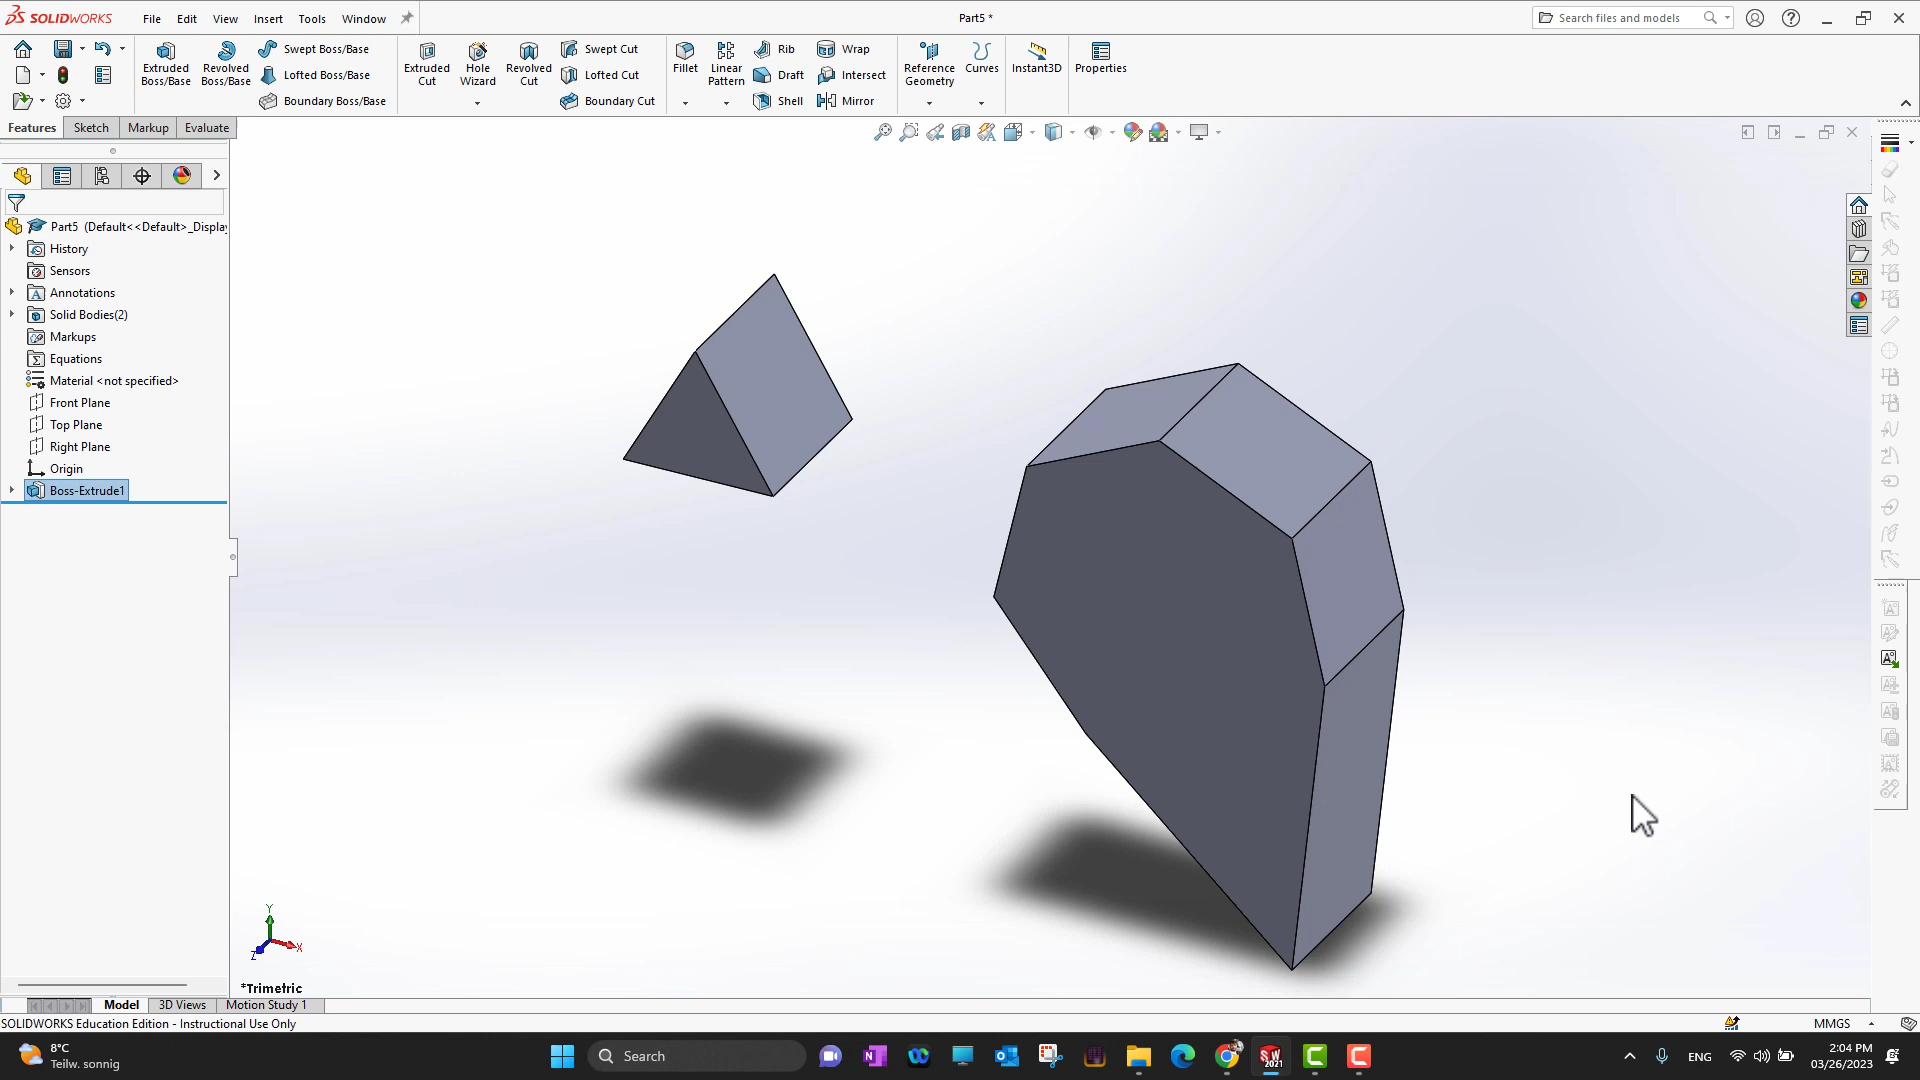 SOLIDWORKS File Edit View Insert Tools Window Part5 * Search files and models
Extruded Boss/Base
Revolved Boss/Base
Swept Boss/Base
Lofted Boss/Base
Boundary Boss/Base
Extruded Cut
Hole Wizard
Revolved Cut
Swept Cut
Lofted Cut
Boundary Cut
Fillet
Linear Pattern
Rib
Draft
Shell
Wrap
Intersect
Mirror
Reference Geometry
Curves
Instant3D
Properties
Features Sketch Markup Evaluate
Part5 (Default<<Default>_Display
History
Sensors
Annotations
Solid Bodies(2)
Markups
Equations
Material <not specified>
Front Plane
Top Plane
Right Plane
Origin
Boss-Extrude1
Y
X
Z
*Trimetric
Model 3D Views Motion Study 1
SOLIDWORKS Education Edition - Instructional Use Only MMGS
8°C
Teilw. sonnig
Search
SW
2021
ENG
2:04 PM
03/26/2023